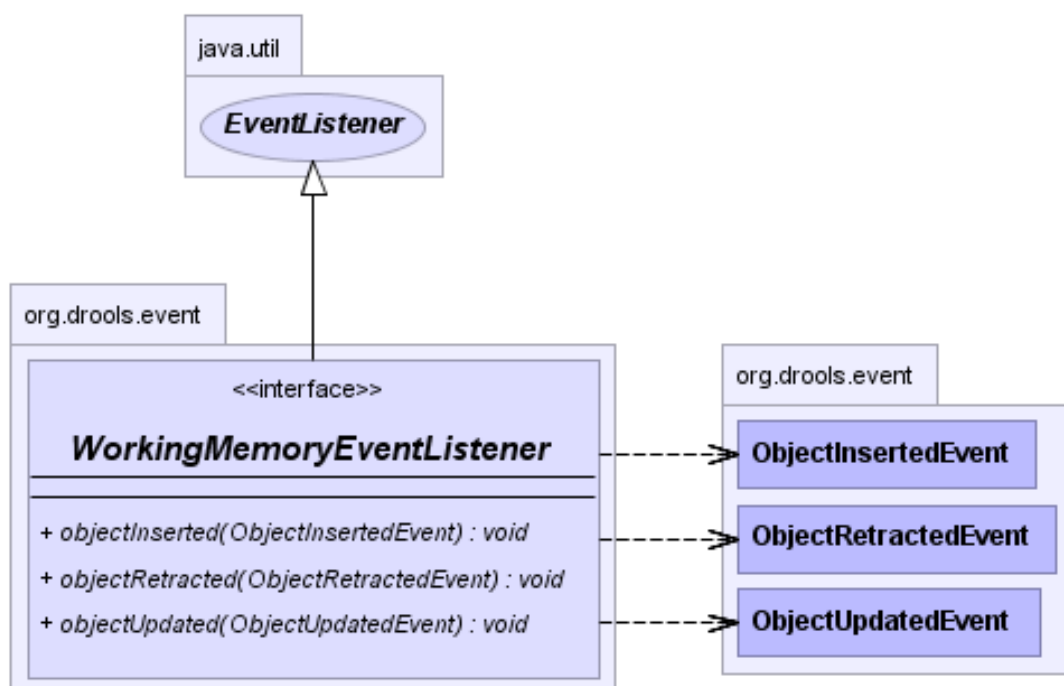 java.util
EventListener
org.drools.event
<<interface>>
WorkingMemoryEventListener
+ objectInserted(ObjectInsertedEvent) : void
+ objectRetracted(ObjectRetractedEvent) : void
+ objectUpdated(ObjectUpdatedEvent) : void
org.drools.event
ObjectInsertedEvent
ObjectRetractedEvent
ObjectUpdatedEvent